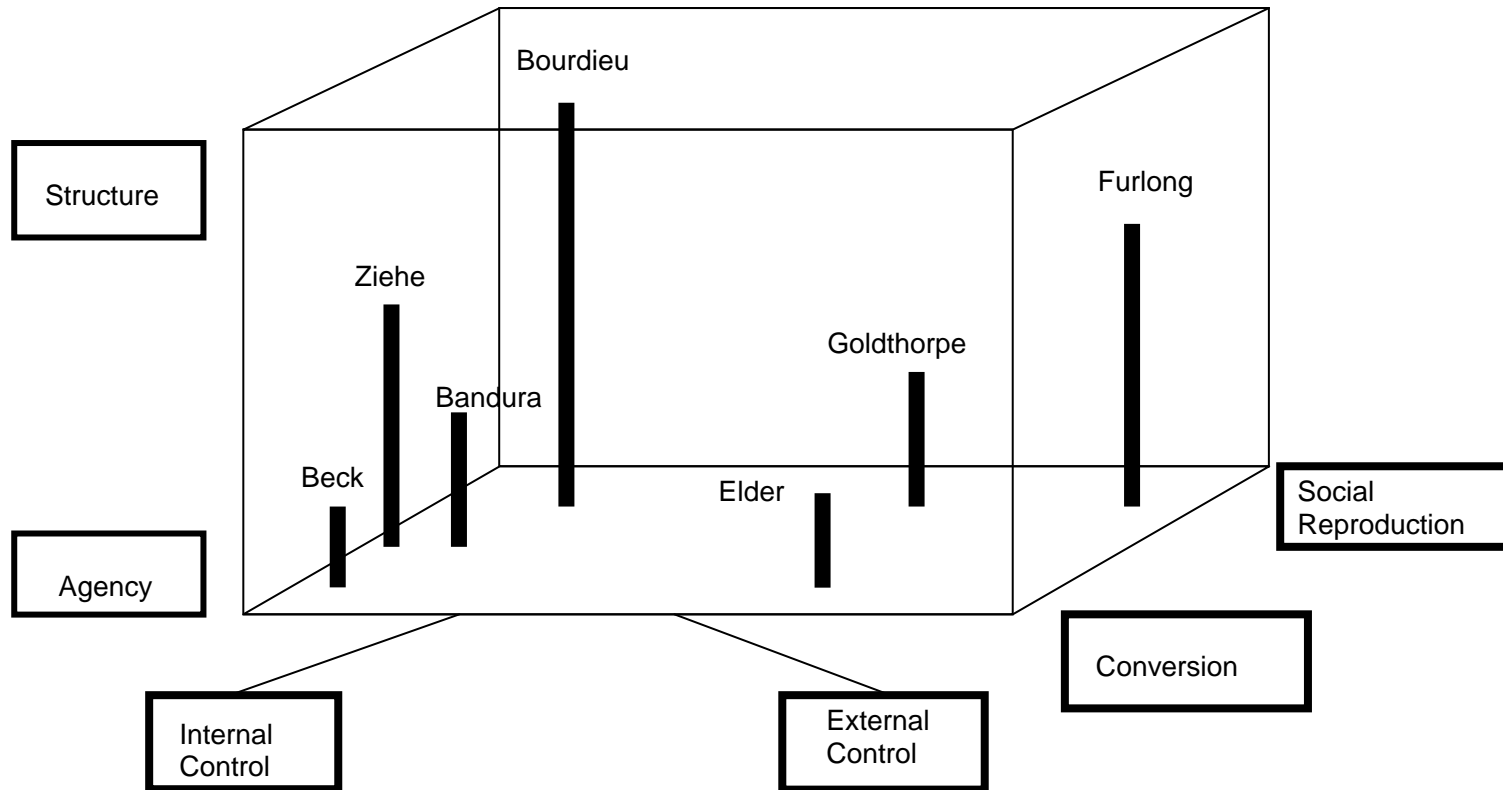 Bourdieu
Structure
Furlong
Ziehe
Goldthorpe
Bandura
Beck
Elder
Social
Reproduction
Agency
Conversion
Internal
Control
External
Control